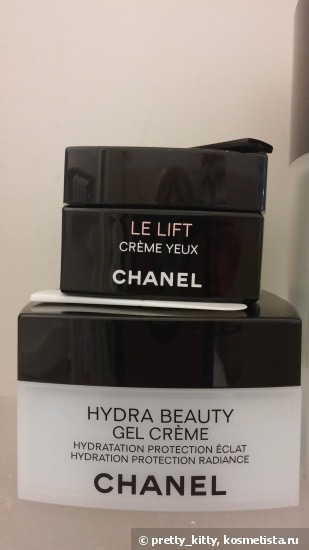 LE LIFT
CRÈME YEUX
CHANEL
HYDRA BEAUTY
GEL CRÈME
HYDRATATION PROTECTION ÉCLAT
HYDRATION PROTECTION RADIANCE
CHANEL
© pretty_kitty, kosmetista.ru